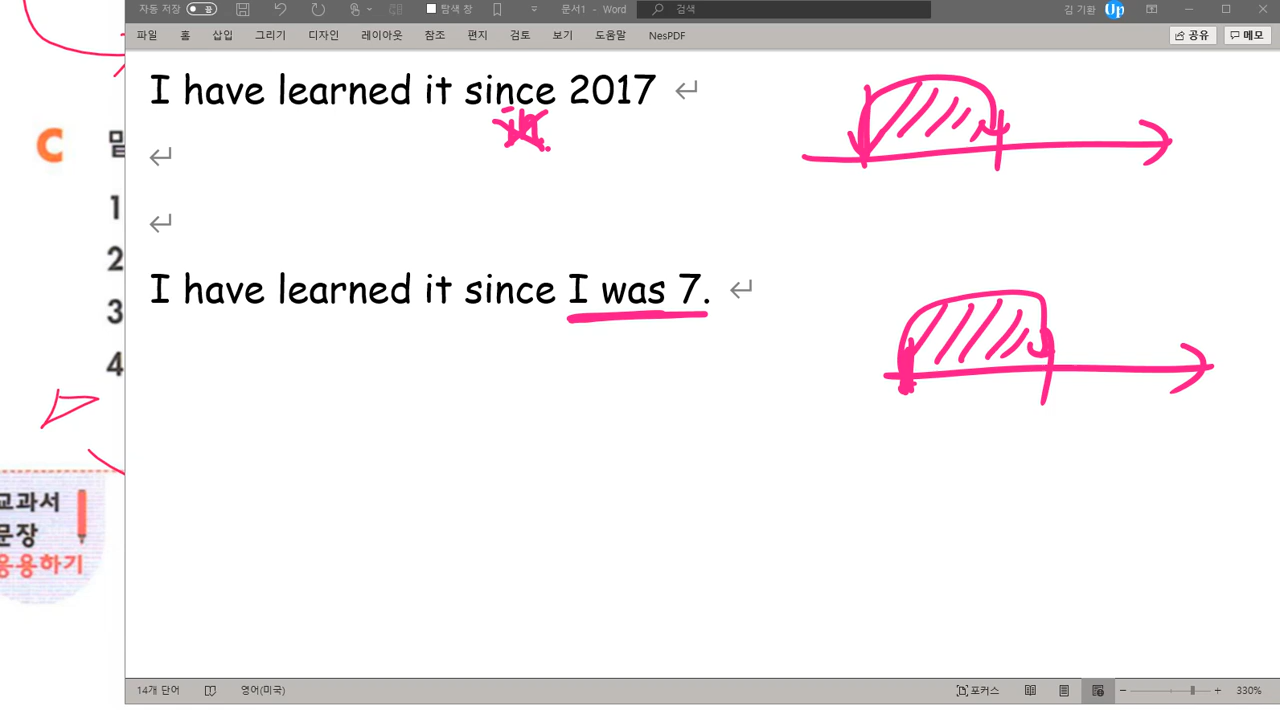 자동 저장 끔 탐색 창 문서1 - Word 검색 김 기환 Up
파일 홈 삽입 그리기 디자인 레이아웃 참조 편지 검토 보기 도움말 NesPDF 공유 메모
I have learned it since 2017
in
C 밑
1
2
I have learned it since I was 7.
3
4
교과서
문장
응용하기
14개 단어 영어(미국) 포커스 330%